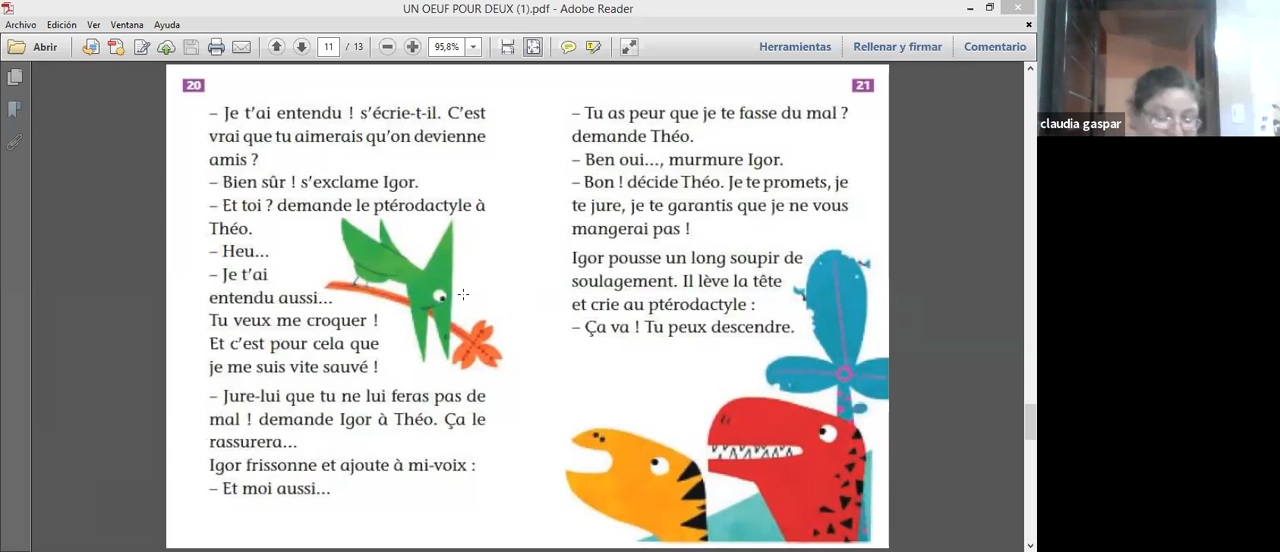 UN OEUF POUR DEUX (1).pdf - Adobe Reader
Archivo Edición Ver Ventana Ayuda
Abrir
11 / 13
95,8%
Herramientas
Rellenar y firmar
Comentario
20
– Je t'ai entendu ! s'écrie-t-il. C'est
vrai que tu aimerais qu'on devienne
amis ?
– Bien sûr ! s'exclame Igor.
– Et toi ? demande le ptérodactyle à
Théo.
– Heu...
– Je t'ai
entendu aussi...
Tu veux me croquer !
Et c'est pour cela que
je me suis vite sauvé !
– Jure-lui que tu ne lui feras pas de
mal ! demande Igor à Théo. Ça le
rassurera...
Igor frissonne et ajoute à mi-voix :
– Et moi aussi...
21
– Tu as peur que je te fasse du mal ?
demande Théo.
– Ben oui..., murmure Igor.
– Bon ! décide Théo. Je te promets, je
te jure, je te garantis que je ne vous
mangerai pas !
Igor pousse un long soupir de
soulagement. Il lève la tête
et crie au ptérodactyle :
– Ça va ! Tu peux descendre.
claudia gaspar